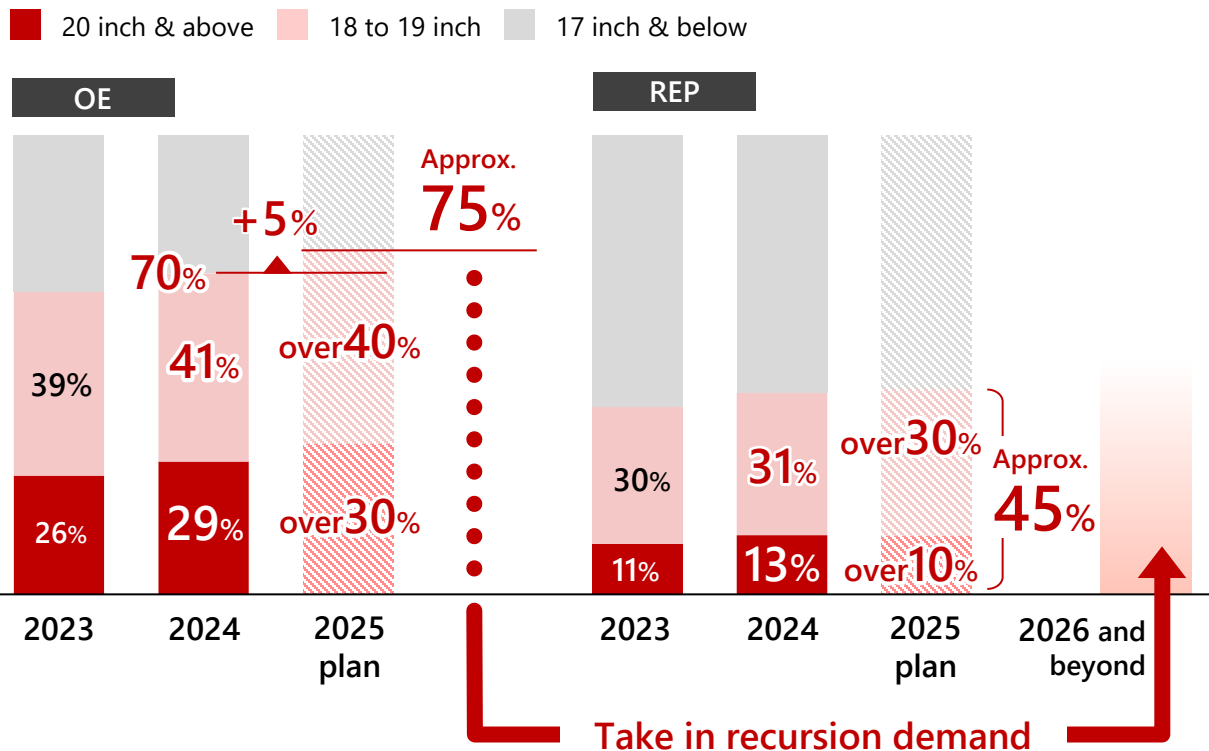 20 inch & above 18 to 19 inch 17 inch & below
OE
Approx.
75%
+5%
70%
39%
41%
over40%
26%
29%
over30%
2023
2024
2025
plan
REP
30%
31%
over30%
Approx.
45%
11%
13%
over10%
2023
2024
2025
plan
2026 and
beyond
Take in recursion demand